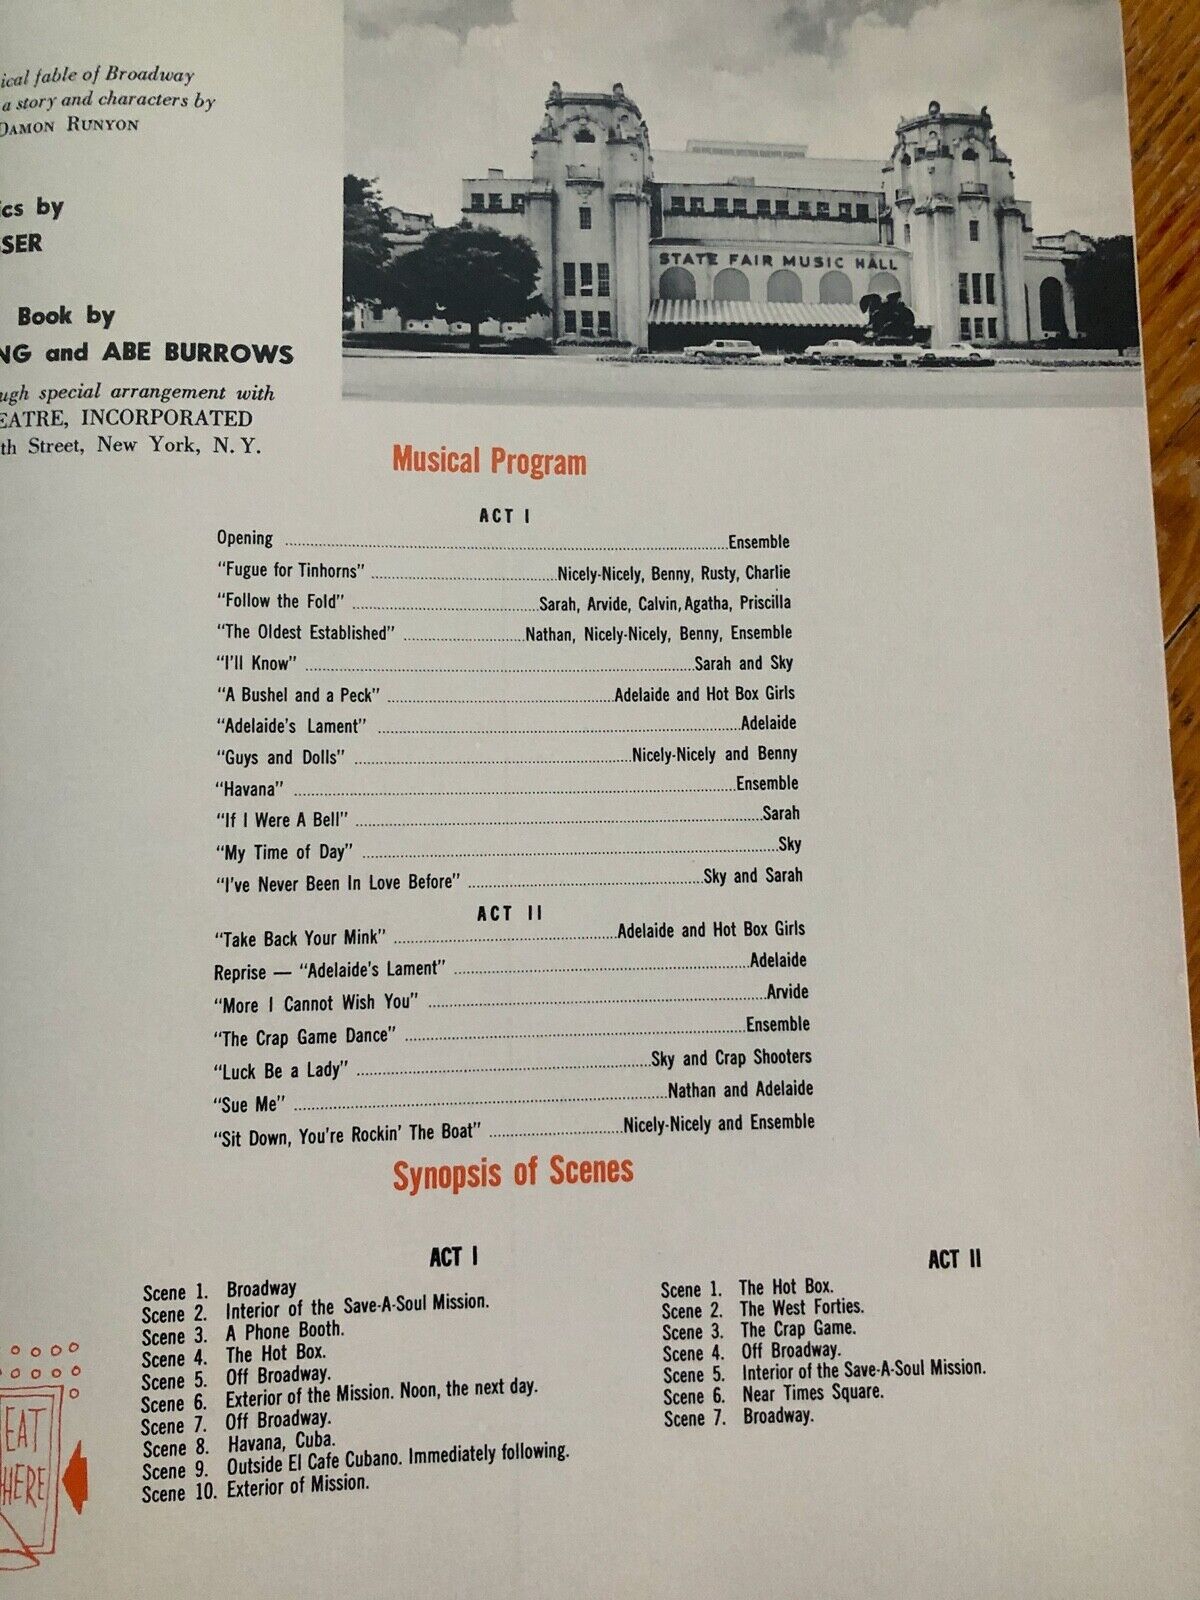 ical fable of Broadway
a story and characters by
DAMON RUNYON
ics by
SSER
Book by
NG and ABE BURROWS
ugh special arrangement with
EATRE, INCORPORATED
th Street, New York, N. Y.
STATE FAIR MUSIC HALL
Musical Program
ACT I
Opening ........ Ensemble
"Fugue for Tinhorns" ........ Nicely-Nicely, Benny, Rusty, Charlie
"Follow the Fold" ........ Sarah, Arvide, Calvin, Agatha, Priscilla
"The Oldest Established" ........ Nathan, Nicely-Nicely, Benny, Ensemble
"I'll Know" ........ Sarah and Sky
"A Bushel and a Peck" ........ Adelaide and Hot Box Girls
"Adelaide's Lament" ........ Adelaide
"Guys and Dolls" ........ Nicely-Nicely and Benny
"Havana" ........ Ensemble
"If I Were A Bell" ........ Sarah
"My Time of Day" ........ Sky
"I've Never Been In Love Before" ........ Sky and Sarah
ACT II
"Take Back Your Mink" ........ Adelaide and Hot Box Girls
Reprise — "Adelaide's Lament" ........ Adelaide
"More I Cannot Wish You" ........ Arvide
"The Crap Game Dance" ........ Ensemble
"Luck Be a Lady" ........ Sky and Crap Shooters
"Sue Me" ........ Nathan and Adelaide
"Sit Down, You're Rockin' The Boat" ........ Nicely-Nicely and Ensemble
Synopsis of Scenes
ACT I
Scene 1. Broadway
Scene 2. Interior of the Save-A-Soul Mission.
Scene 3. A Phone Booth.
Scene 4. The Hot Box.
Scene 5. Off Broadway.
Scene 6. Exterior of the Mission. Noon, the next day.
Scene 7. Off Broadway.
Scene 8. Havana, Cuba.
Scene 9. Outside El Cafe Cubano. Immediately following.
Scene 10. Exterior of Mission.
ACT II
Scene 1. The Hot Box.
Scene 2. The West Forties.
Scene 3. The Crap Game.
Scene 4. Off Broadway.
Scene 5. Interior of the Save-A-Soul Mission.
Scene 6. Near Times Square.
Scene 7. Broadway.
EAT
HERE